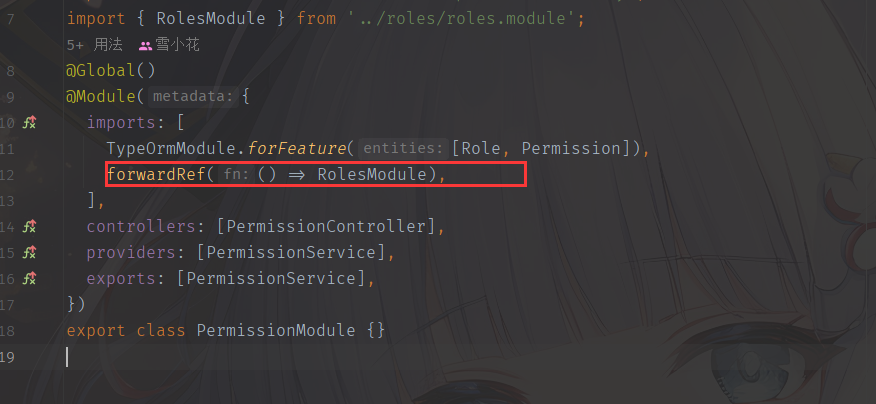 7 import { RolesModule } from '../roles/roles.module';
5+ 用法 雪小花
8 @Global()
9 @Module( metadata: {
10 imports: [
11 TypeOrmModule.forFeature( entities: [Role, Permission]),
12 forwardRef( fn: () => RolesModule),
13 ],
14 controllers: [PermissionController],
15 providers: [PermissionService],
16 exports: [PermissionService],
17 })
18 export class PermissionModule {}
19